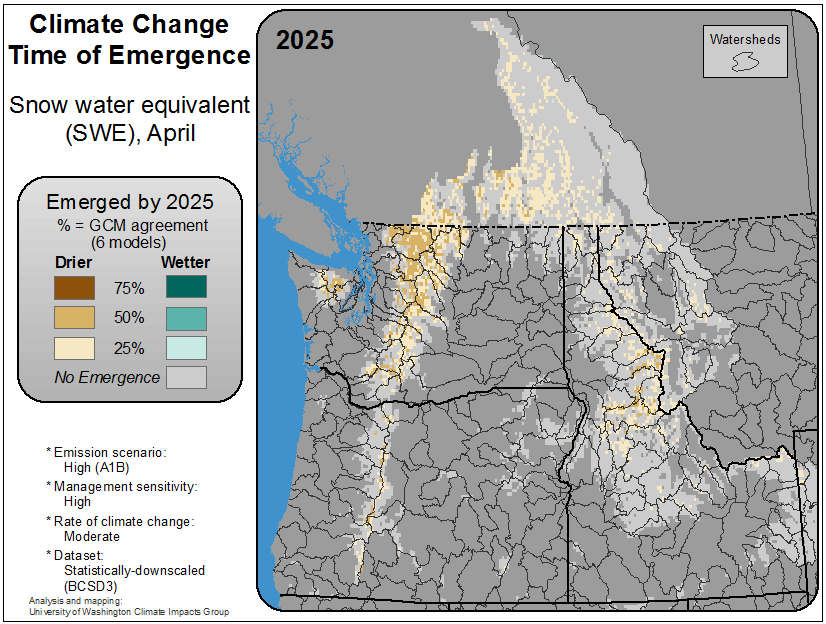 Climate Change
Time of Emergence
Snow water equivalent
(SWE), April
Emerged by 2025
% = GCM agreement
(6 models)
Drier Wetter
75%
50%
25%
No Emergence
* Emission scenario:
High (A1B)
* Management sensitivity:
High
* Rate of climate change:
Moderate
* Dataset:
Statistically-downscaled
(BCSD3)
Analysis and mapping:
University of Washington Climate Impacts Group
2025
Watersheds